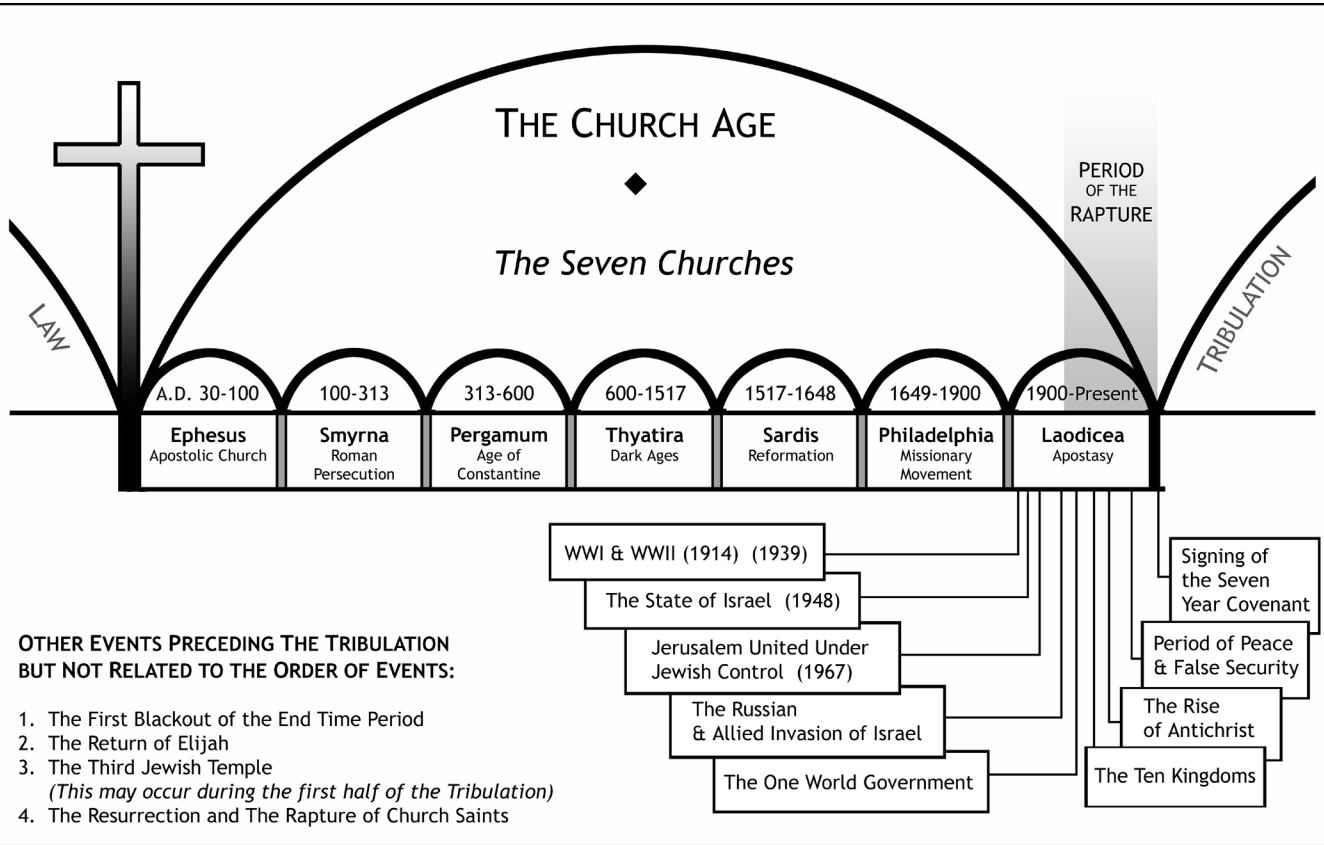 THE CHURCH AGE
The Seven Churches
PERIOD
OF THE
RAPTURE
LAW
TRIBULATION
A.D. 30-100
100-313
313-600
600-1517
1517-1648
1649-1900
1900-Present
Ephesus
Apostolic Church
Smyrna
Roman
Persecution
Pergamum
Age of
Constantine
Thyatira
Dark Ages
Sardis
Reformation
Philadelphia
Missionary
Movement
Laodicea
Apostasy
WWI & WWII (1914) (1939)
The State of Israel (1948)
Jerusalem United Under
Jewish Control (1967)
The Russian
& Allied Invasion of Israel
The One World Government
Signing of
the Seven
Year Covenant
Period of Peace
& False Security
The Rise
of Antichrist
The Ten Kingdoms
OTHER EVENTS PRECEDING THE TRIBULATION
BUT NOT RELATED TO THE ORDER OF EVENTS:
1. The First Blackout of the End Time Period
2. The Return of Elijah
3. The Third Jewish Temple
(This may occur during the first half of the Tribulation)
4. The Resurrection and The Rapture of Church Saints